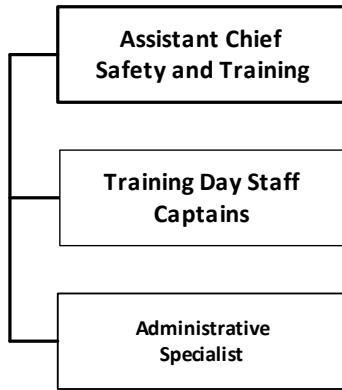 Assistant Chief
Safety and Training
Training Day Staff
Captains
Administrative
Specialist